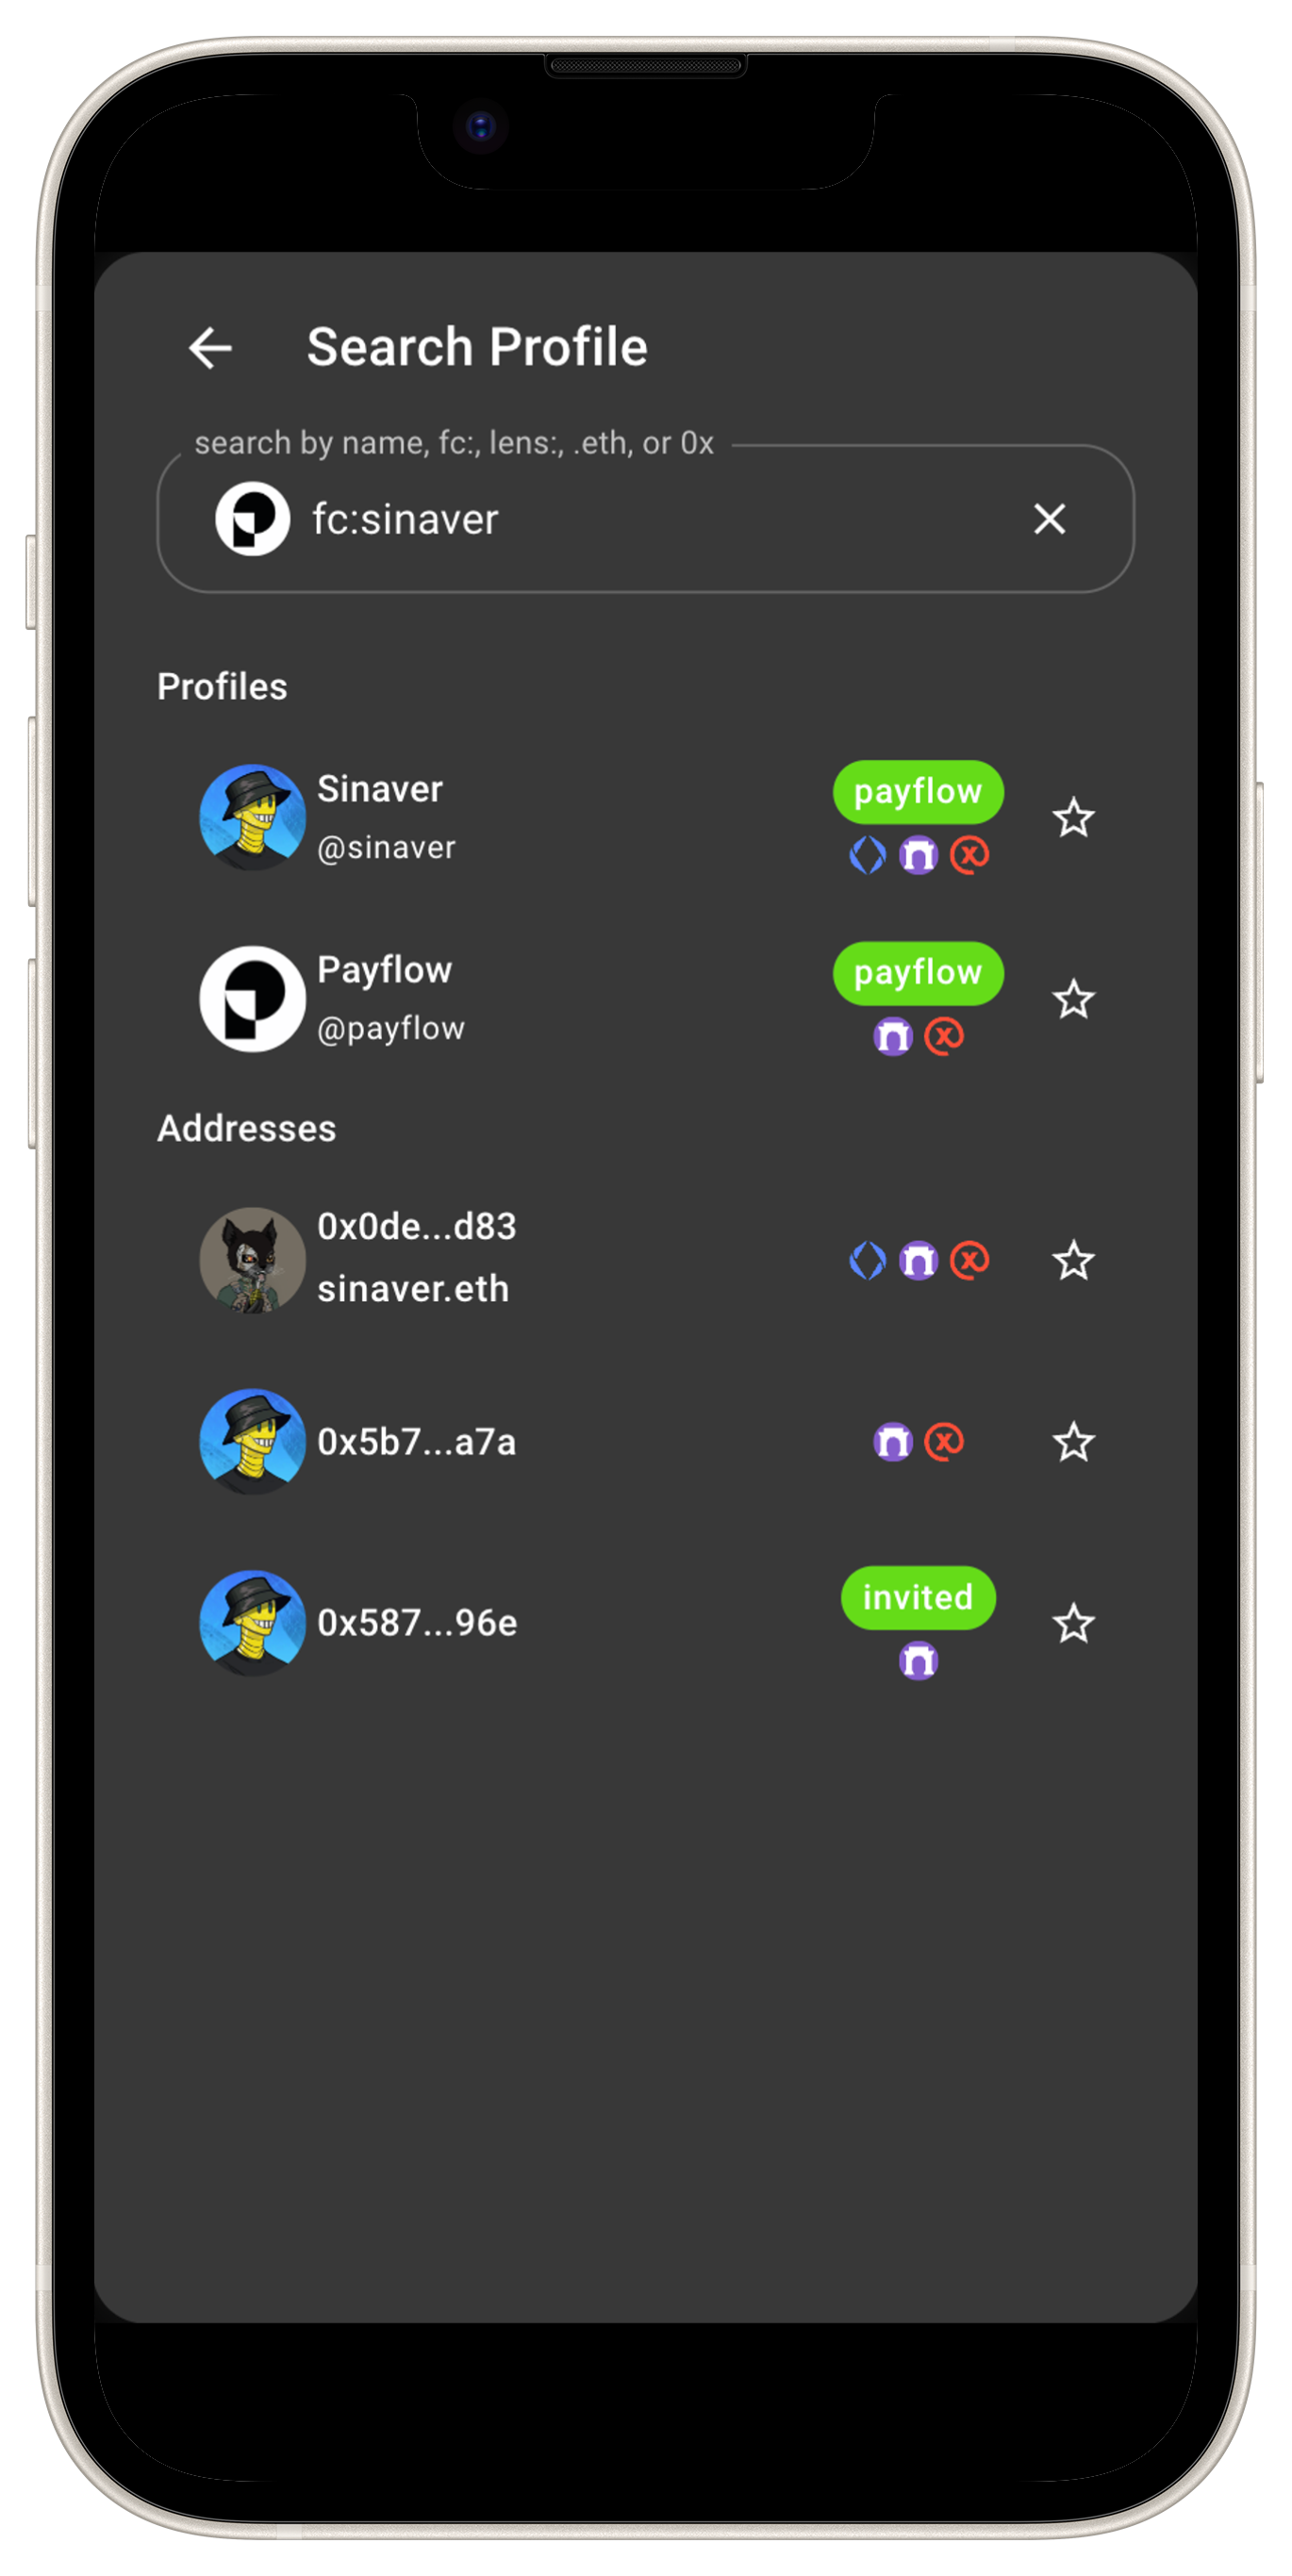 Search Profile
search by name, fc:, lens:, .eth, or 0x
fc:sinaver
Profiles
Sinaver
@sinaver
payflow
Payflow
@payflow
payflow
Addresses
0x0de...d83
sinaver.eth
0x5b7...a7a
0x587...96e
invited